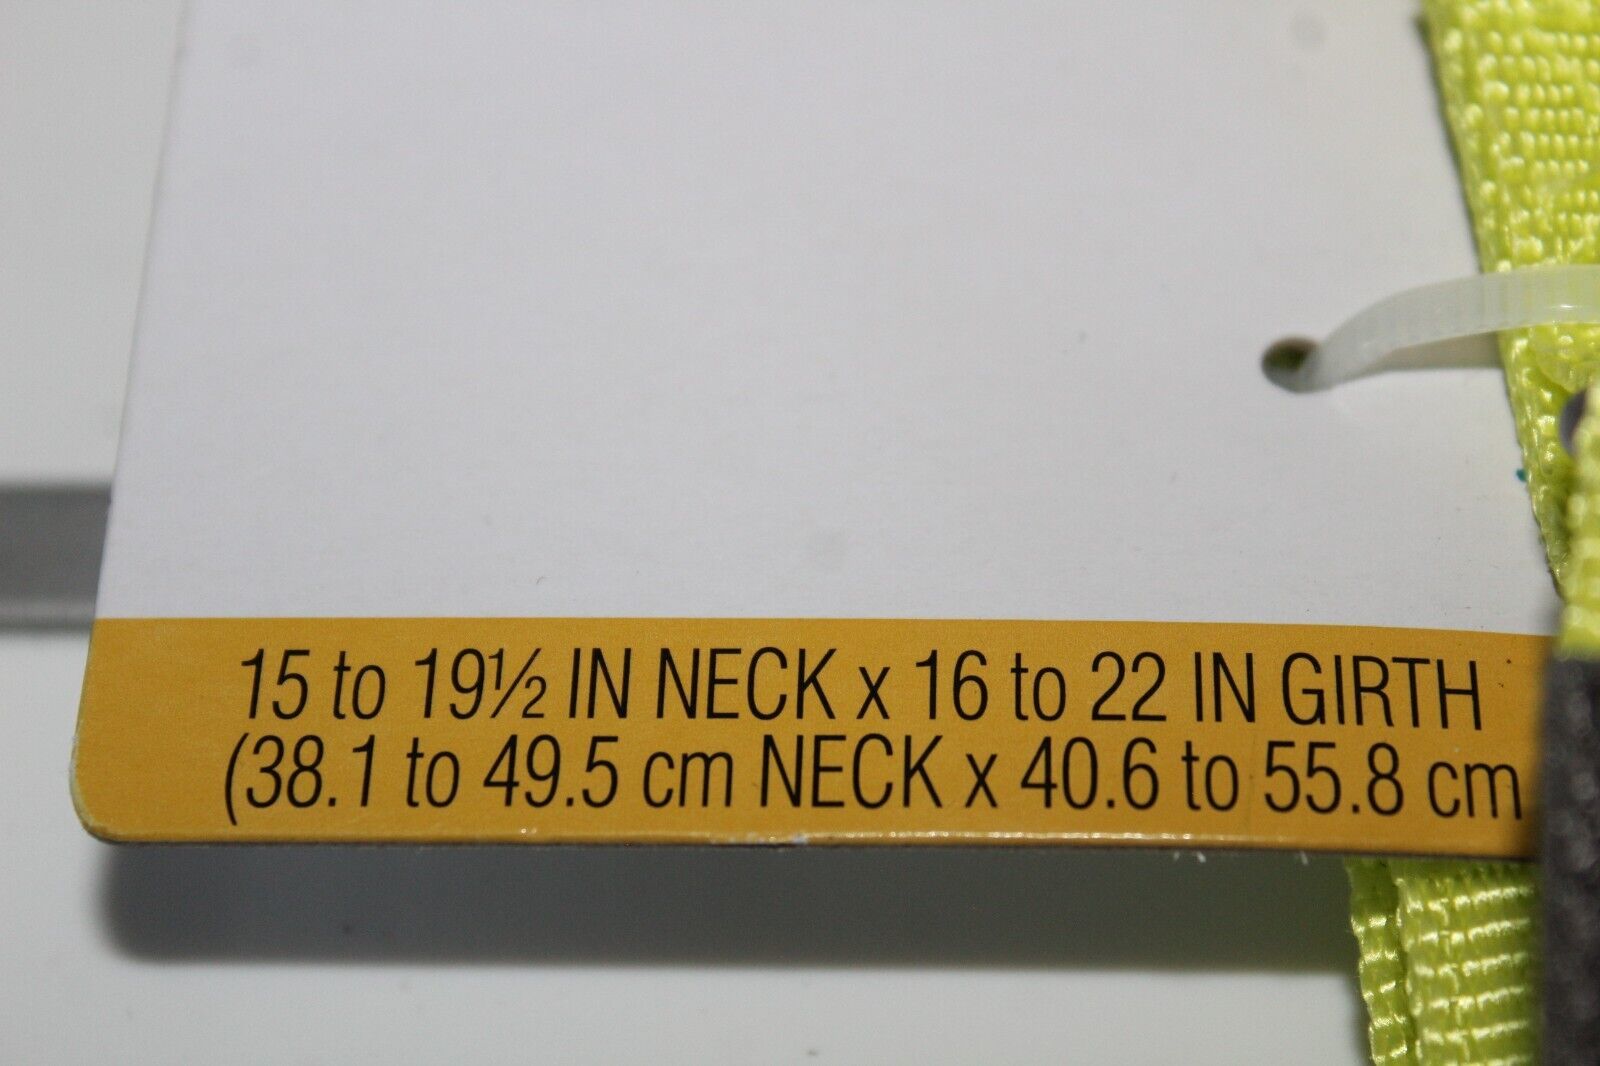 15 to 19½ IN NECK x 16 to 22 IN GIRTH
(38.1 to 49.5 cm NECK x 40.6 to 55.8 cm